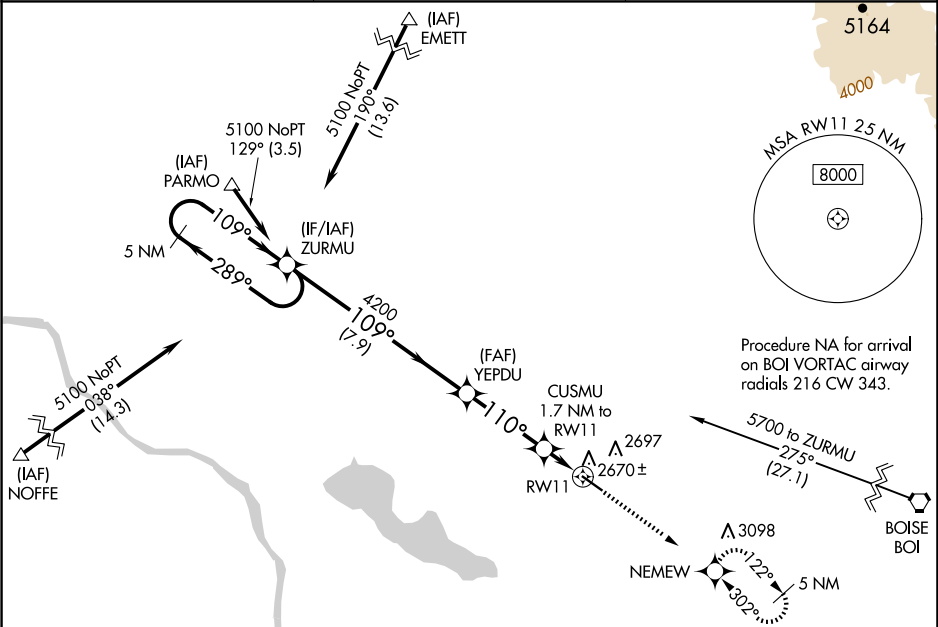 (IAF)
EMETT
5164
4000
5100 NoPT
190°
(13.6)
5100 NoPT
129° (3.5)
(IAF)
PARMO
MSA RW11 25 NM
8000
109°
(IF/IAF)
ZURMU
5 NM
289°
4200
109°
(7.9)
Procedure NA for arrival
on BOI VORTAC airway
radials 216 CW 343.
(FAF)
YEPDU
5100 NoPT
038°
(14.3)
CUSMU
1.7 NM to
RW11
110°
5700 to ZURMU
275°
(27.1)
2697
2670±
(IAF)
NOFFE
RW11
BOISE
BOI
3098
NEMEW
122°
5 NM
302°